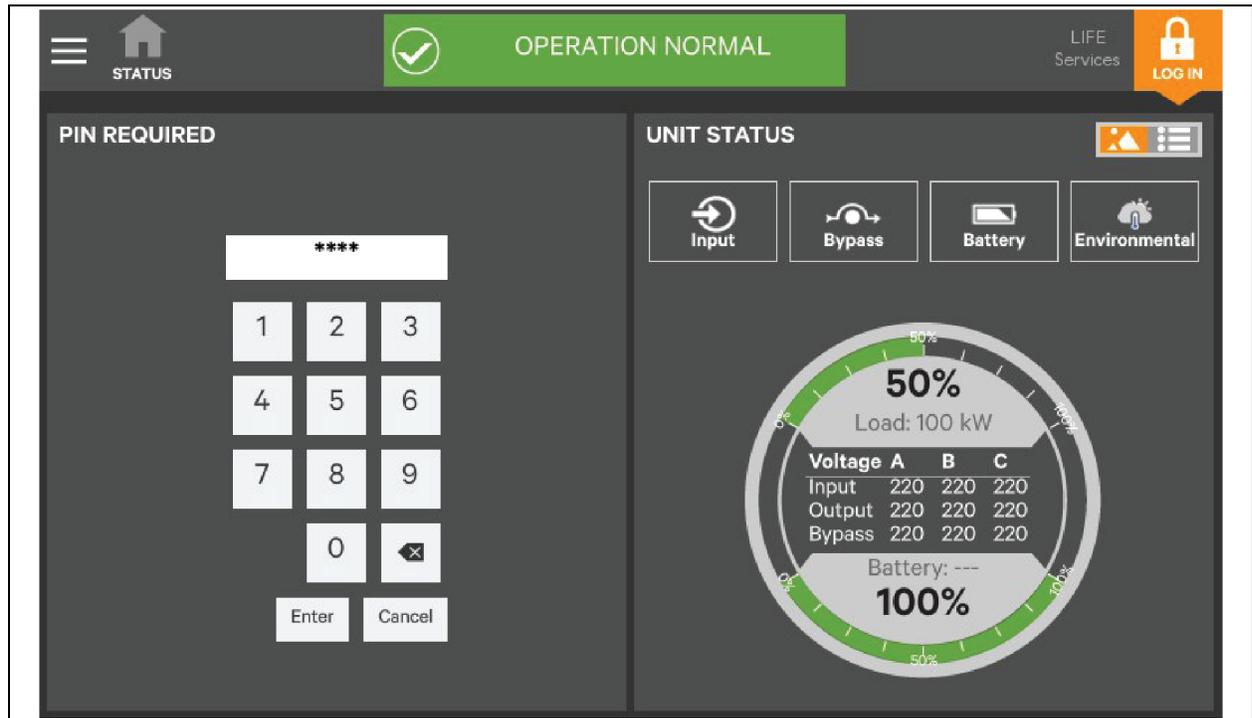 STATUS
OPERATION NORMAL
LIFE
Services
LOG IN
PIN REQUIRED
****
1 2 3
4 5 6
7 8 9
0
Enter Cancel
UNIT STATUS
Input Bypass Battery Environmental
50%
0% 100%
50%
Load: 100 kW
Voltage A B C
Input 220 220 220
Output 220 220 220
Bypass 220 220 220
Battery: ---
100%
0% 100%
50%